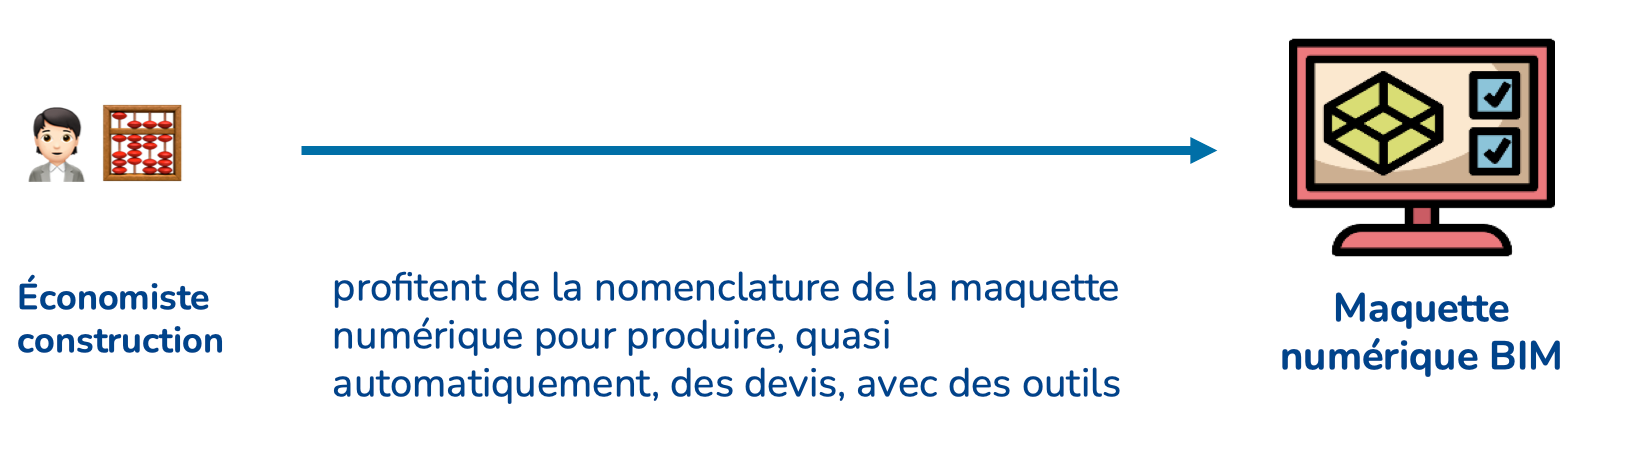 Économiste
construction
profitent de la nomenclature de la maquette
numérique pour produire, quasi
automatiquement, des devis, avec des outils
Maquette
numérique BIM